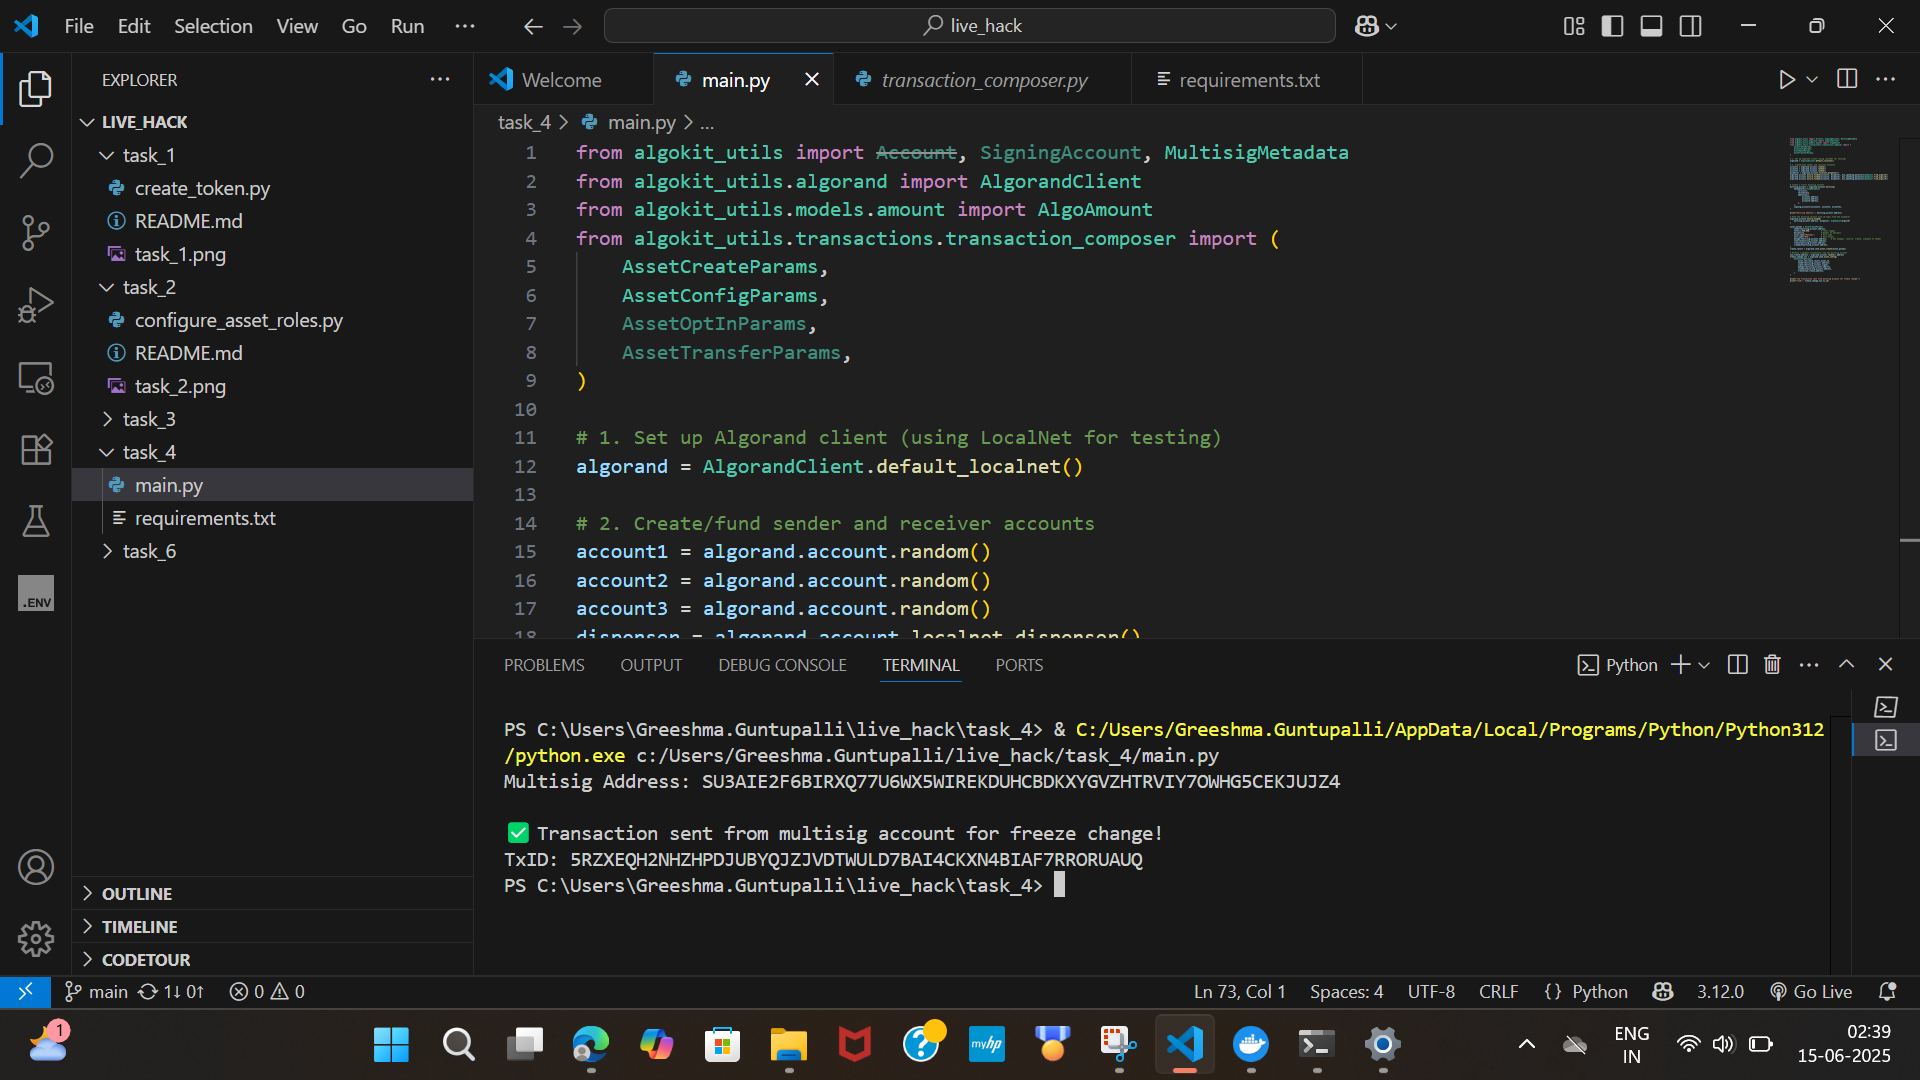 File Edit Selection View Go Run ... live_hack
EXPLORER ...
LIVE_HACK
task_1
create_token.py
README.md
task_1.png
task_2
configure_asset_roles.py
README.md
task_2.png
task_3
task_4
main.py
requirements.txt
task_6
OUTLINE
TIMELINE
CODETOUR
.ENV
Welcome main.py transaction_composer.py requirements.txt
task_4 > main.py > ...
1 from algokit_utils import Account, SigningAccount, MultisigMetadata
2 from algokit_utils.algorand import AlgorandClient
3 from algokit_utils.models.amount import AlgoAmount
4 from algokit_utils.transactions.transaction_composer import (
5 AssetCreateParams,
6 AssetConfigParams,
7 AssetOptInParams,
8 AssetTransferParams,
9 )
10
11 # 1. Set up Algorand client (using LocalNet for testing)
12 algorand = AlgorandClient.default_localnet()
13
14 # 2. Create/fund sender and receiver accounts
15 account1 = algorand.account.random()
16 account2 = algorand.account.random()
17 account3 = algorand.account.random()
18 dispenser = algorand.account.localnet_dispenser()
PROBLEMS OUTPUT DEBUG CONSOLE TERMINAL PORTS Python
PS C:\Users\Greeshma.Guntupalli\live_hack\task_4> & C:/Users/Greeshma.Guntupalli/AppData/Local/Programs/Python/Python312
/python.exe c:/Users/Greeshma.Guntupalli/live_hack/task_4/main.py
Multisig Address: SU3AIE2F6BIRXQ77U6WX5WIREKDUHCBDKXYGVZHTRVIY7OWHG5CEKJUJZ4
✅ Transaction sent from multisig account for freeze change!
TxID: 5RZXEQH2NHZHPDJUBYQJZJVDTWULD7BAI4CKXN4BIAF7RRORUAUQ
PS C:\Users\Greeshma.Guntupalli\live_hack\task_4>
main 1↓ 0↑ 0 0 Ln 73, Col 1 Spaces: 4 UTF-8 CRLF {} Python 3.12.0 Go Live
1 myhp ENG 02:39
IN 15-06-2025